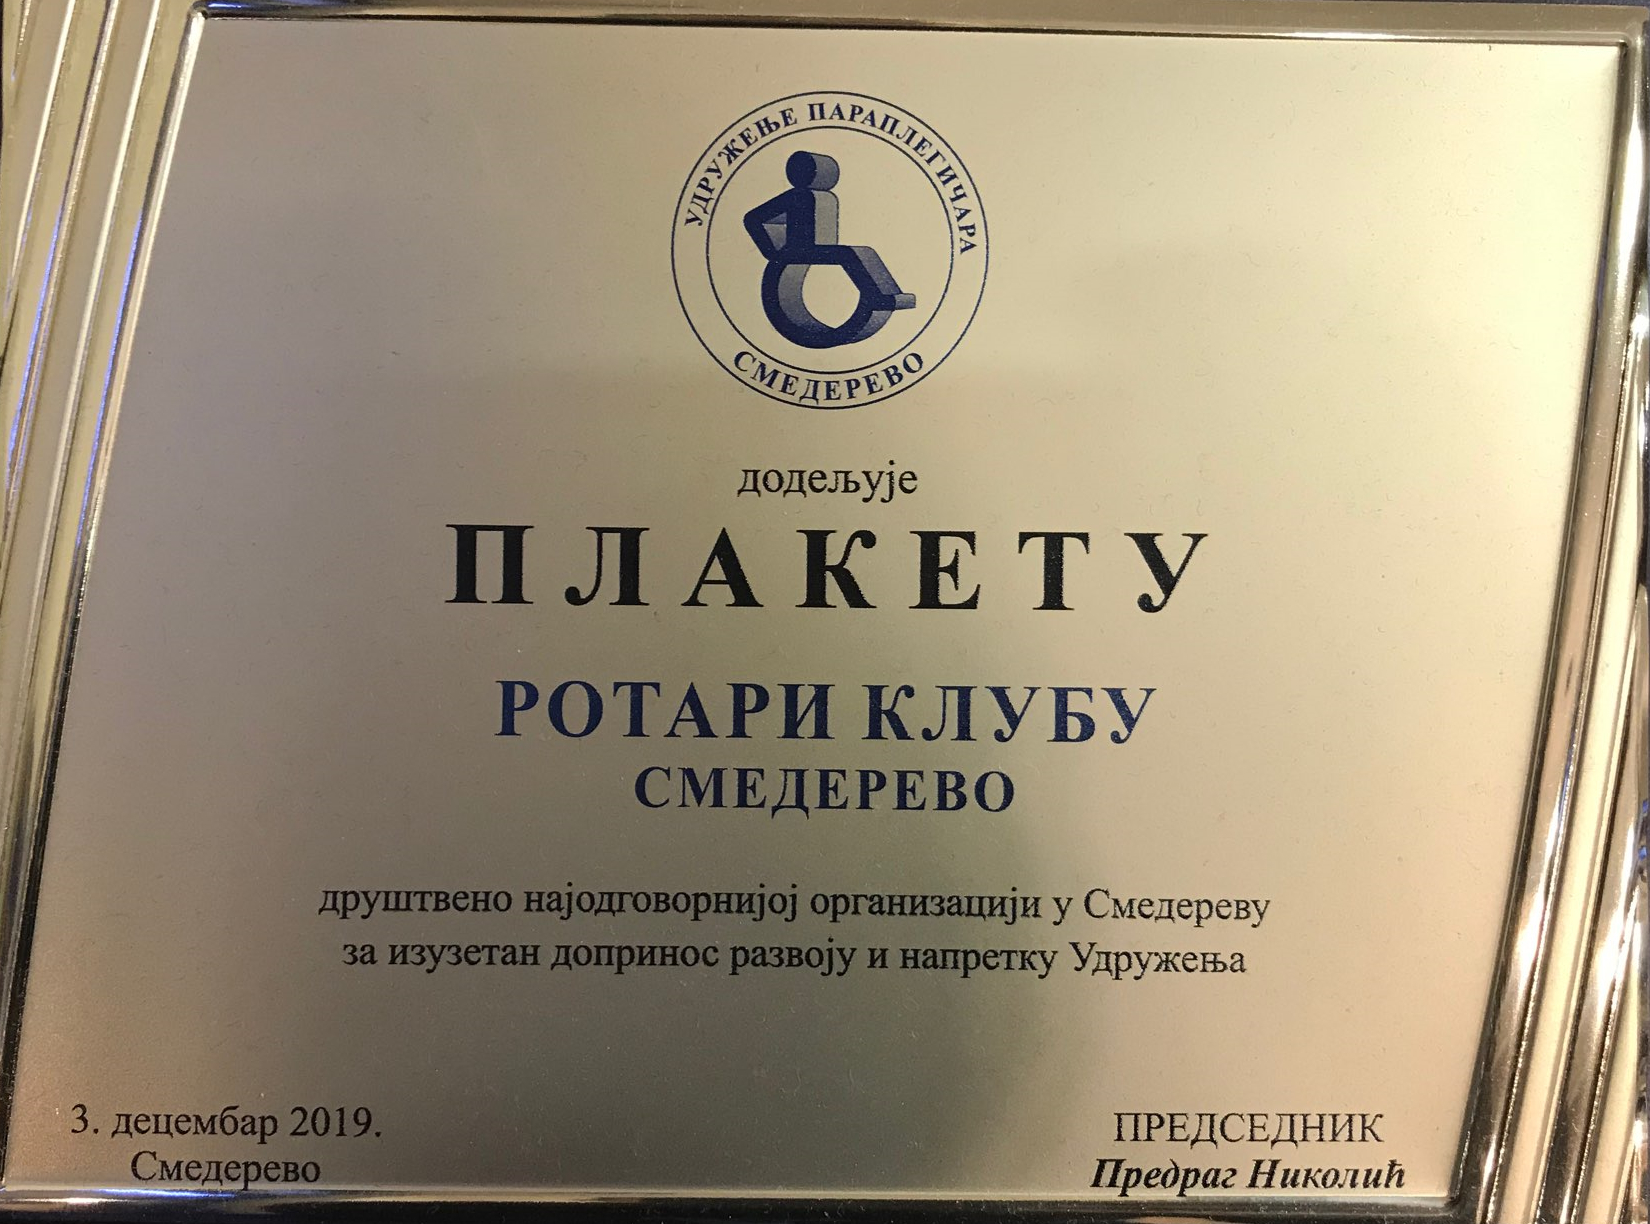 УДРУЖЕЊЕ ПАРАПЛЕГИЧАРА
СМЕДЕРЕВО
додељује
ПЛАКЕТУ
РОТАРИ КЛУБУ
СМЕДЕРЕВО
друштвено најодговорнијој организацији у Смедереву
за изузетан допринос развоју и напретку Удружења
3. децембар 2019.
Смедерево
ПРЕДСЕДНИК
Предраг Николић